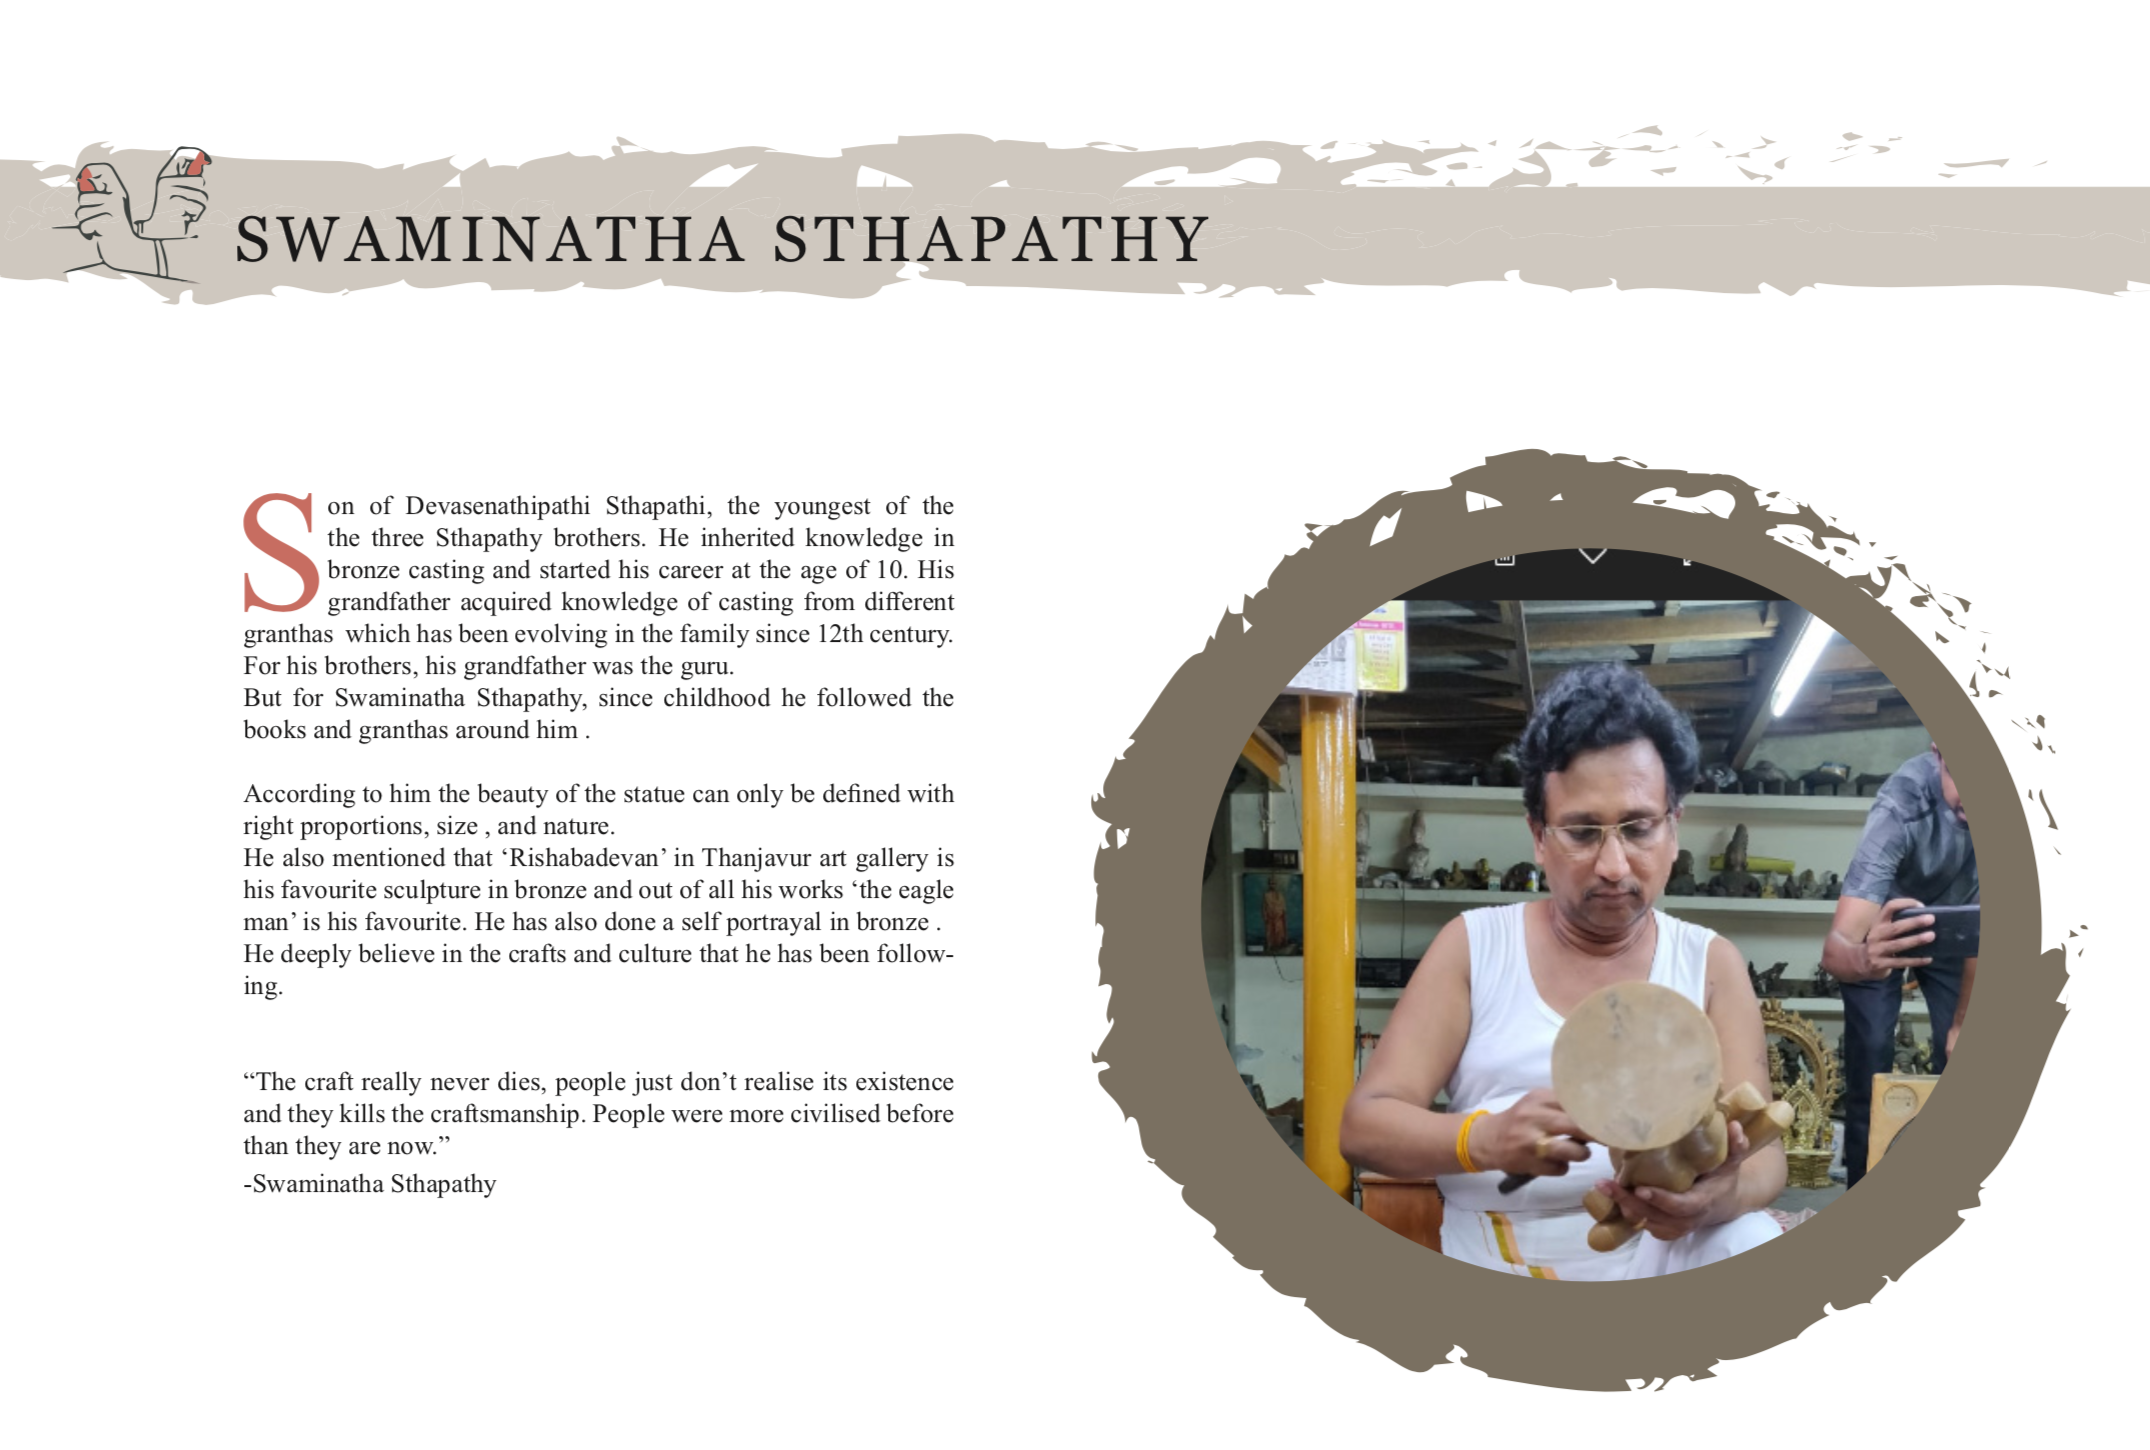 SWAMINATHA STHAPATHY
Son of Devasenathipathi Sthapathi, the youngest of the
the three Sthapathy brothers. He inherited knowledge in
bronze casting and started his career at the age of 10. His
grandfather acquired knowledge of casting from different
granthas which has been evolving in the family since 12th century.
For his brothers, his grandfather was the guru.
But for Swaminatha Sthapathy, since childhood he followed the
books and granthas around him .
According to him the beauty of the statue can only be defined with
right proportions, size , and nature.
He also mentioned that ‘Rishabadevan’ in Thanjavur art gallery is
his favourite sculpture in bronze and out of all his works ‘the eagle
man’ is his favourite. He has also done a self portrayal in bronze .
He deeply believe in the crafts and culture that he has been follow-
ing.
“The craft really never dies, people just don’t realise its existence
and they kills the craftsmanship. People were more civilised before
than they are now.”
-Swaminatha Sthapathy